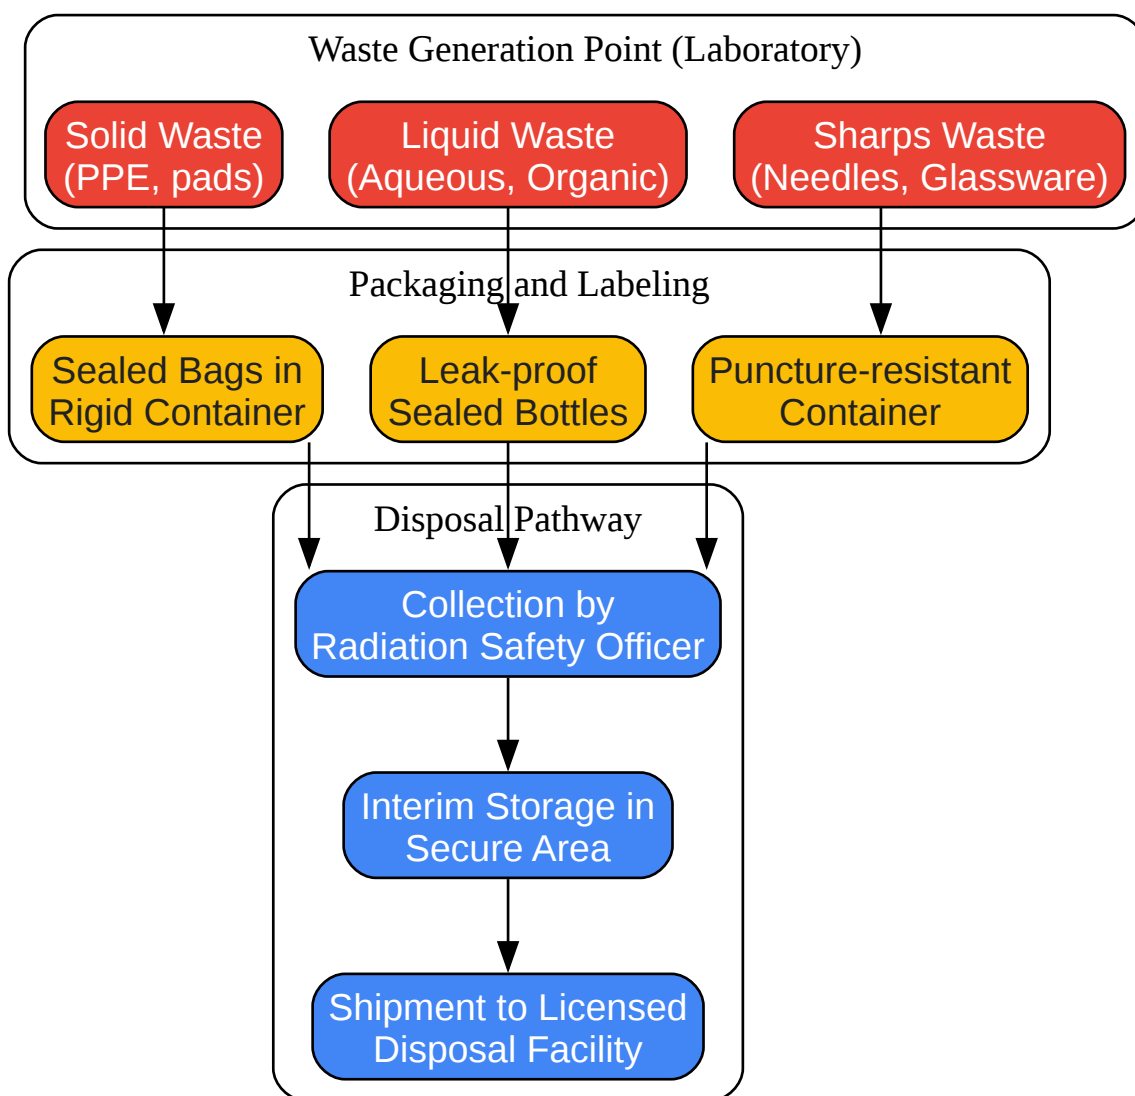 Waste Generation Point (Laboratory)
Solid Waste
(PPE, pads)
Liquid Waste
(Aqueous, Organic)
Sharps Waste
(Needles, Glassware)
Packaging and Labeling
Sealed Bags in
Rigid Container
Leak-proof
Sealed Bottles
Puncture-resistant
Container
Disposal Pathway
Collection by
Radiation Safety Officer
Interim Storage in
Secure Area
Shipment to Licensed
Disposal Facility